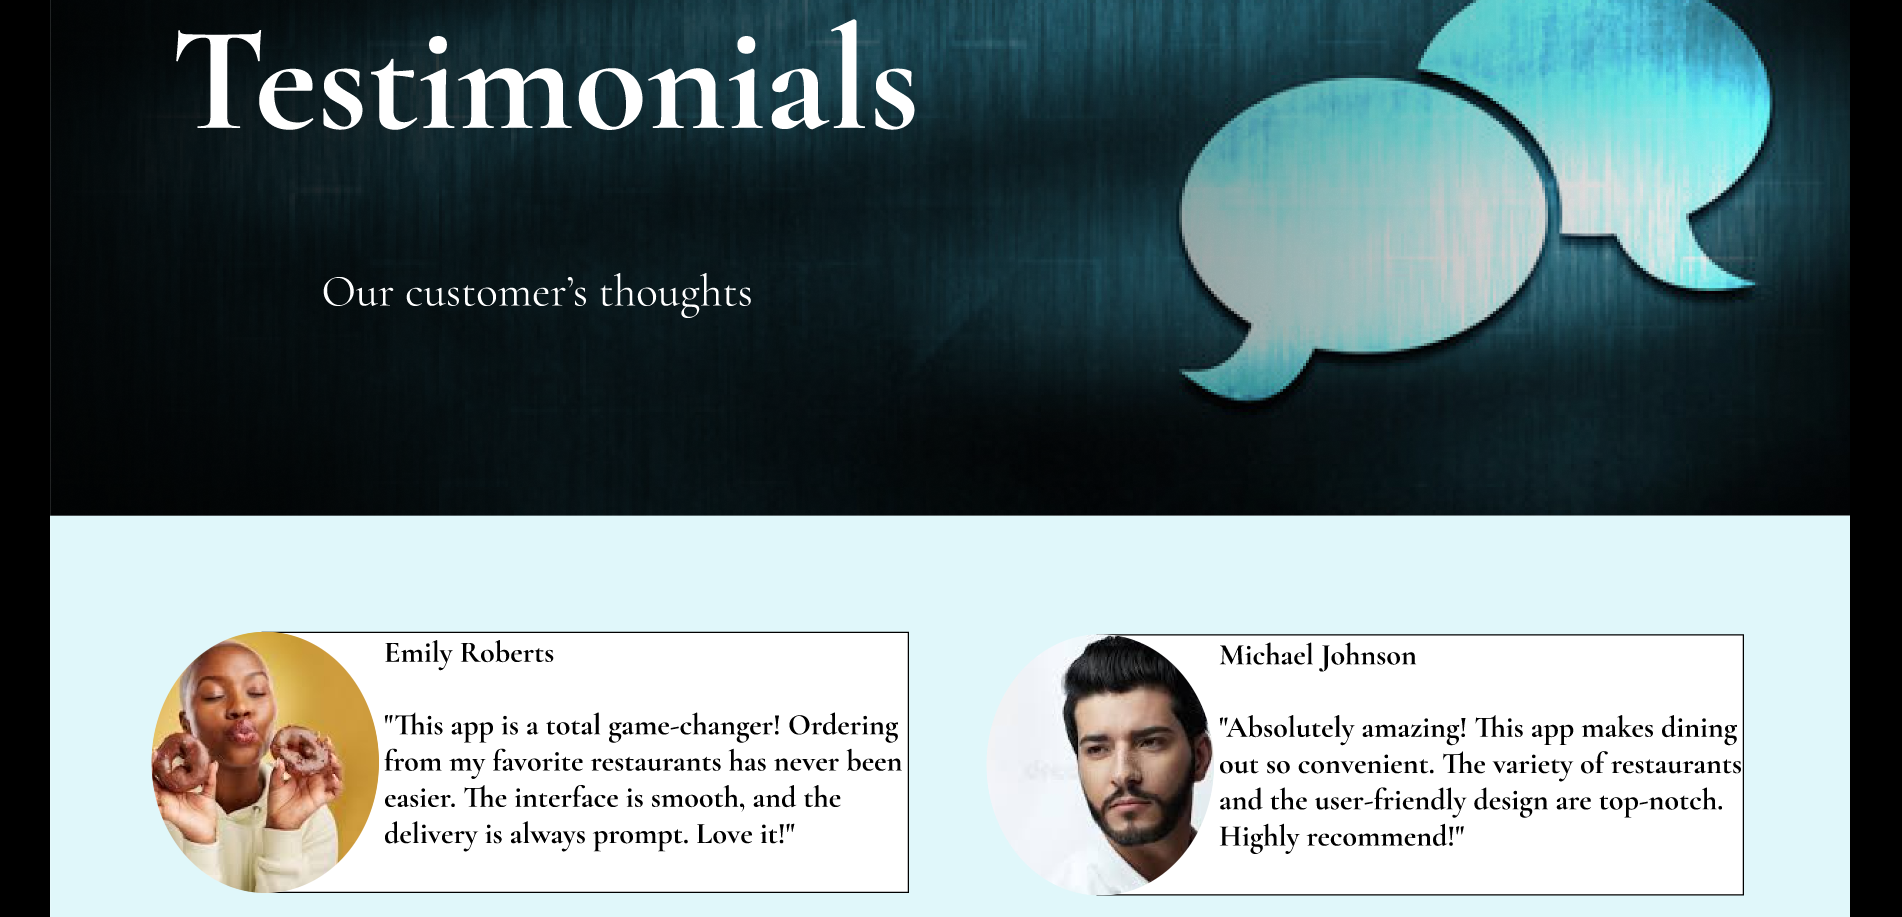 Testimonials
Our customer’s thoughts
Emily Roberts
"This app is a total game-changer! Ordering
from my favorite restaurants has never been
easier. The interface is smooth, and the
delivery is always prompt. Love it!"
Michael Johnson
"Absolutely amazing! This app makes dining
out so convenient. The variety of restaurants
and the user-friendly design are top-notch.
Highly recommend!"